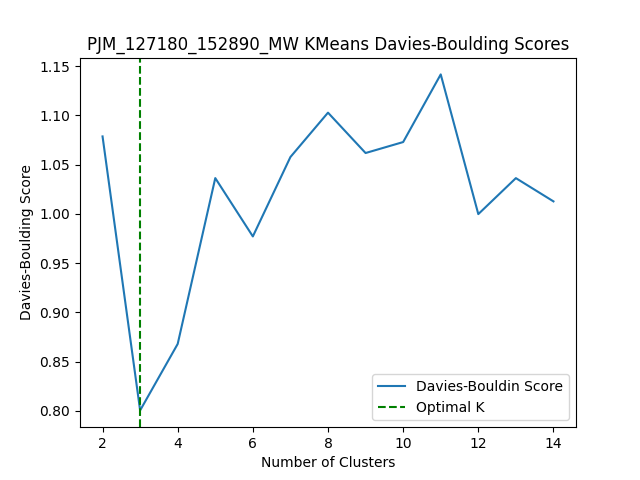 PJM_127180_152890_MW KMeans Davies-Boulding Scores
1.15
1.10
1.05
1.00
0.95
0.90
0.85
0.80
Davies-Boulding Score
Davies-Bouldin Score
Optimal K
2 4 6 8 10 12 14
Number of Clusters